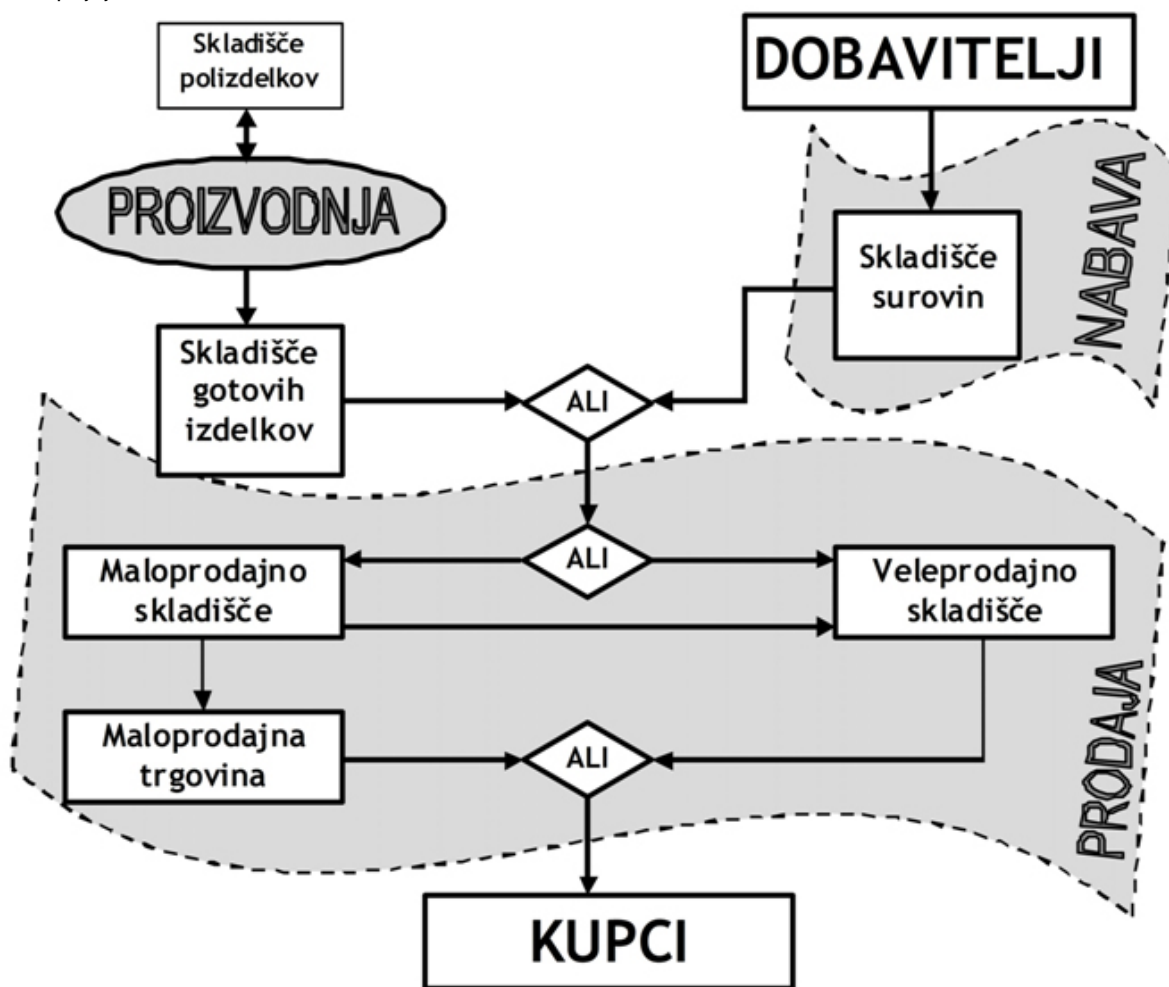 Skladišče
polizdelkov
DOBAVITELJI
PROIZVODNJA
NABAVA
Skladišče
surovin
Skladišče
gotovih
izdelkov
ALI
ALI
Maloprodajno
skladišče
Veleprodajno
skladišče
Maloprodajna
trgovina
ALI
PRODAJA
KUPCI